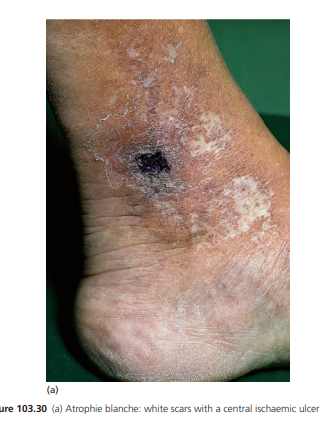 (a)
ure 103.30 (a) Atrophie blanche: white scars with a central ischaemic ulcer